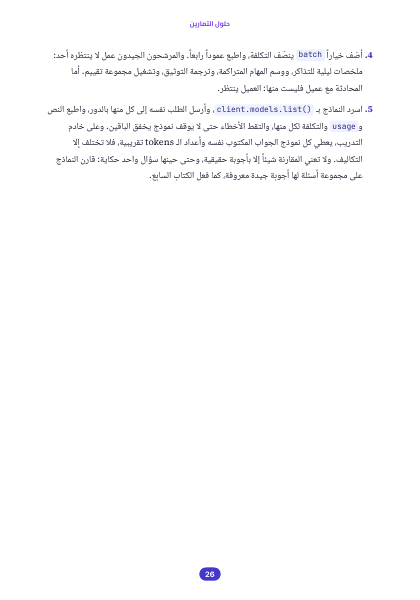 حلول التمارين
4. أضف خياراً batch ينصّف التكلفة، واطبع عموداً رابعاً. والمرشحون الجيدون عمل لا ينتظره أحد:
ملخصات ليلية للتذاكر، ووسم المهام المتراكمة، وترجمة التوثيق، وتشغيل مجموعة تقييم. أما
المحادثة مع عميل فليست منها: العميل ينتظر.
5. اسرد النماذج بـ client.models.list()‎، وأرسل الطلب نفسه إلى كل منها بالدور، واطبع النص
و usage والتكلفة لكل منها، والتقط الأخطاء حتى لا يوقف نموذج يخفق الباقين. وعلى خادم
التدريب، يعطي كل نموذج الجواب المكتوب نفسه وأعداد الـ tokens تقريبية، فلا تختلف إلا
التكاليف. ولا تعني المقارنة شيئاً إلا بأجوبة حقيقية، وحتى حينها سؤال واحد حكاية: قارن النماذج
على مجموعة أسئلة لها أجوبة جيدة معروفة، كما فعل الكتاب السابع.
26